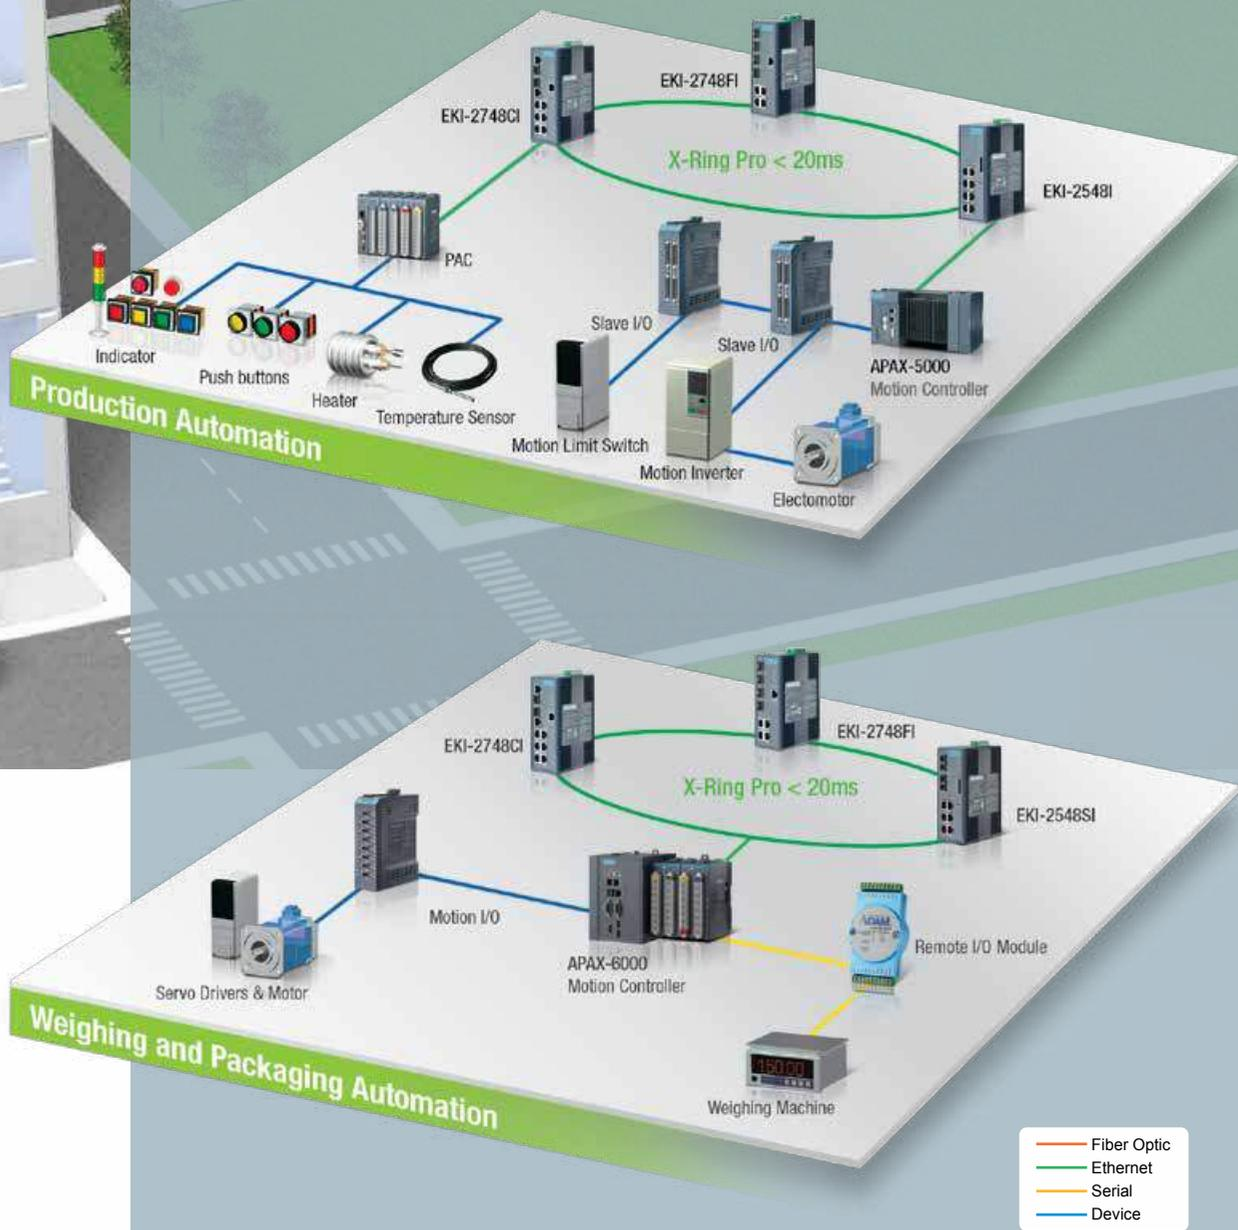 EKI-2748FI
EKI-2748CI
X-Ring Pro < 20ms
EKI-2548I
PAC
Slave I/O
Slave I/O
Indicator
Push buttons
Heater
Temperature Sensor
APAX-5000
Motion Controller
Motion Limit Switch
Motion Inverter
Electomotor
Production Automation
EKI-2748CI
EKI-2748FI
X-Ring Pro < 20ms
EKI-2548SI
Motion I/O
ADAM
Remote I/O Module
APAX-6000
Motion Controller
Servo Drivers & Motor
160.00
Weighing Machine
Weighing and Packaging Automation
Fiber Optic
Ethernet
Serial
Device